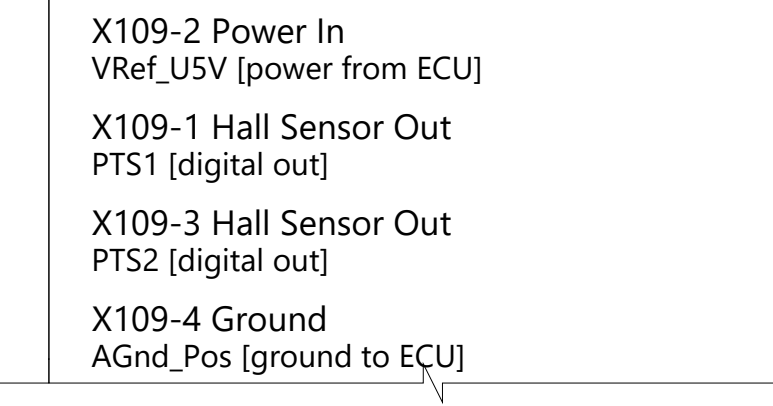 X109-2 Power In
VRef_U5V [power from ECU]
X109-1 Hall Sensor Out
PTS1 [digital out]
X109-3 Hall Sensor Out
PTS2 [digital out]
X109-4 Ground
AGnd_Pos [ground to ECU]